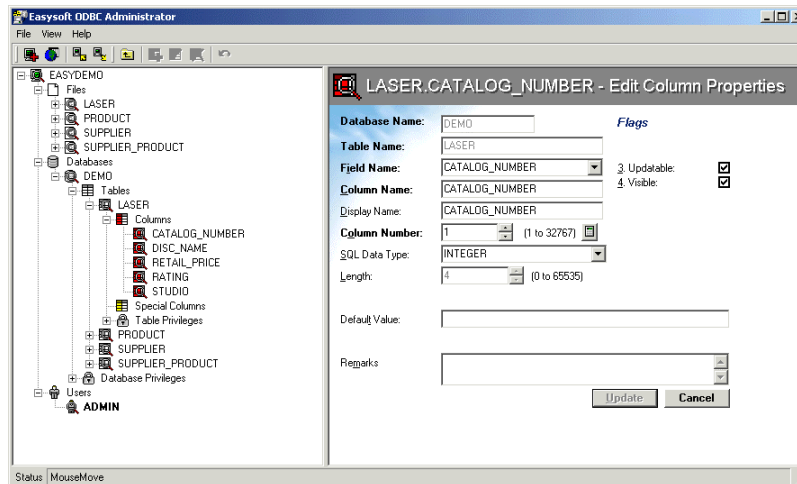 Easysoft ODBC Administrator
File View Help
EASYDEMO
Files
LASER
PRODUCT
SUPPLIER
SUPPLIER_PRODUCT
Databases
DEMO
Tables
LASER
Columns
CATALOG_NUMBER
DISC_NAME
RETAIL_PRICE
RATING
STUDIO
Special Columns
Table Privileges
PRODUCT
SUPPLIER
SUPPLIER_PRODUCT
Database Privileges
Users
ADMIN
LASER.CATALOG_NUMBER - Edit Column Properties
Database Name: DEMO Flags
Table Name: LASER
Field Name: CATALOG_NUMBER 3. Updatable:
Column Name: CATALOG_NUMBER 4. Visible:
Display Name: CATALOG_NUMBER
Column Number: 1 (1 to 32767)
SQL Data Type: INTEGER
Length: 4 (0 to 65535)
Default Value:
Remarks
Update Cancel
Status MouseMove